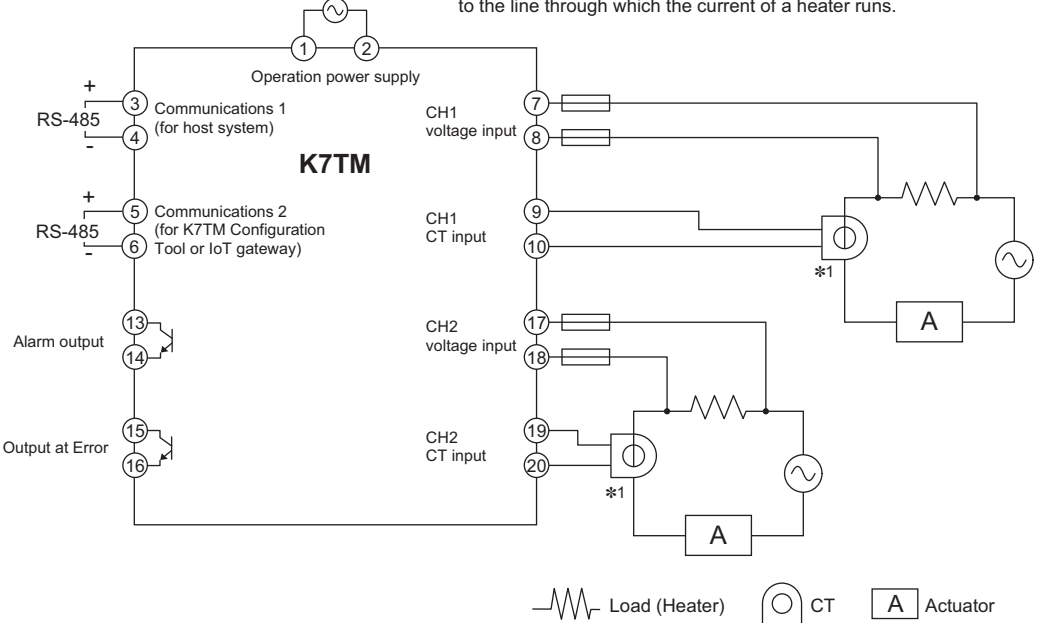 to the line through which the current of a heater runs.
1
2
Operation power supply
+
RS-485
-
3
4
Communications 1
(for host system)
K7TM
CH1
voltage input
7
8
+
RS-485
-
5
6
Communications 2
(for K7TM Configuration
Tool or IoT gateway)
CH1
CT input
9
10
✻1
A
Alarm output
13
14
CH2
voltage input
17
18
Output at Error
15
16
CH2
CT input
19
20
✻1
A
Load (Heater)
CT
A
Actuator